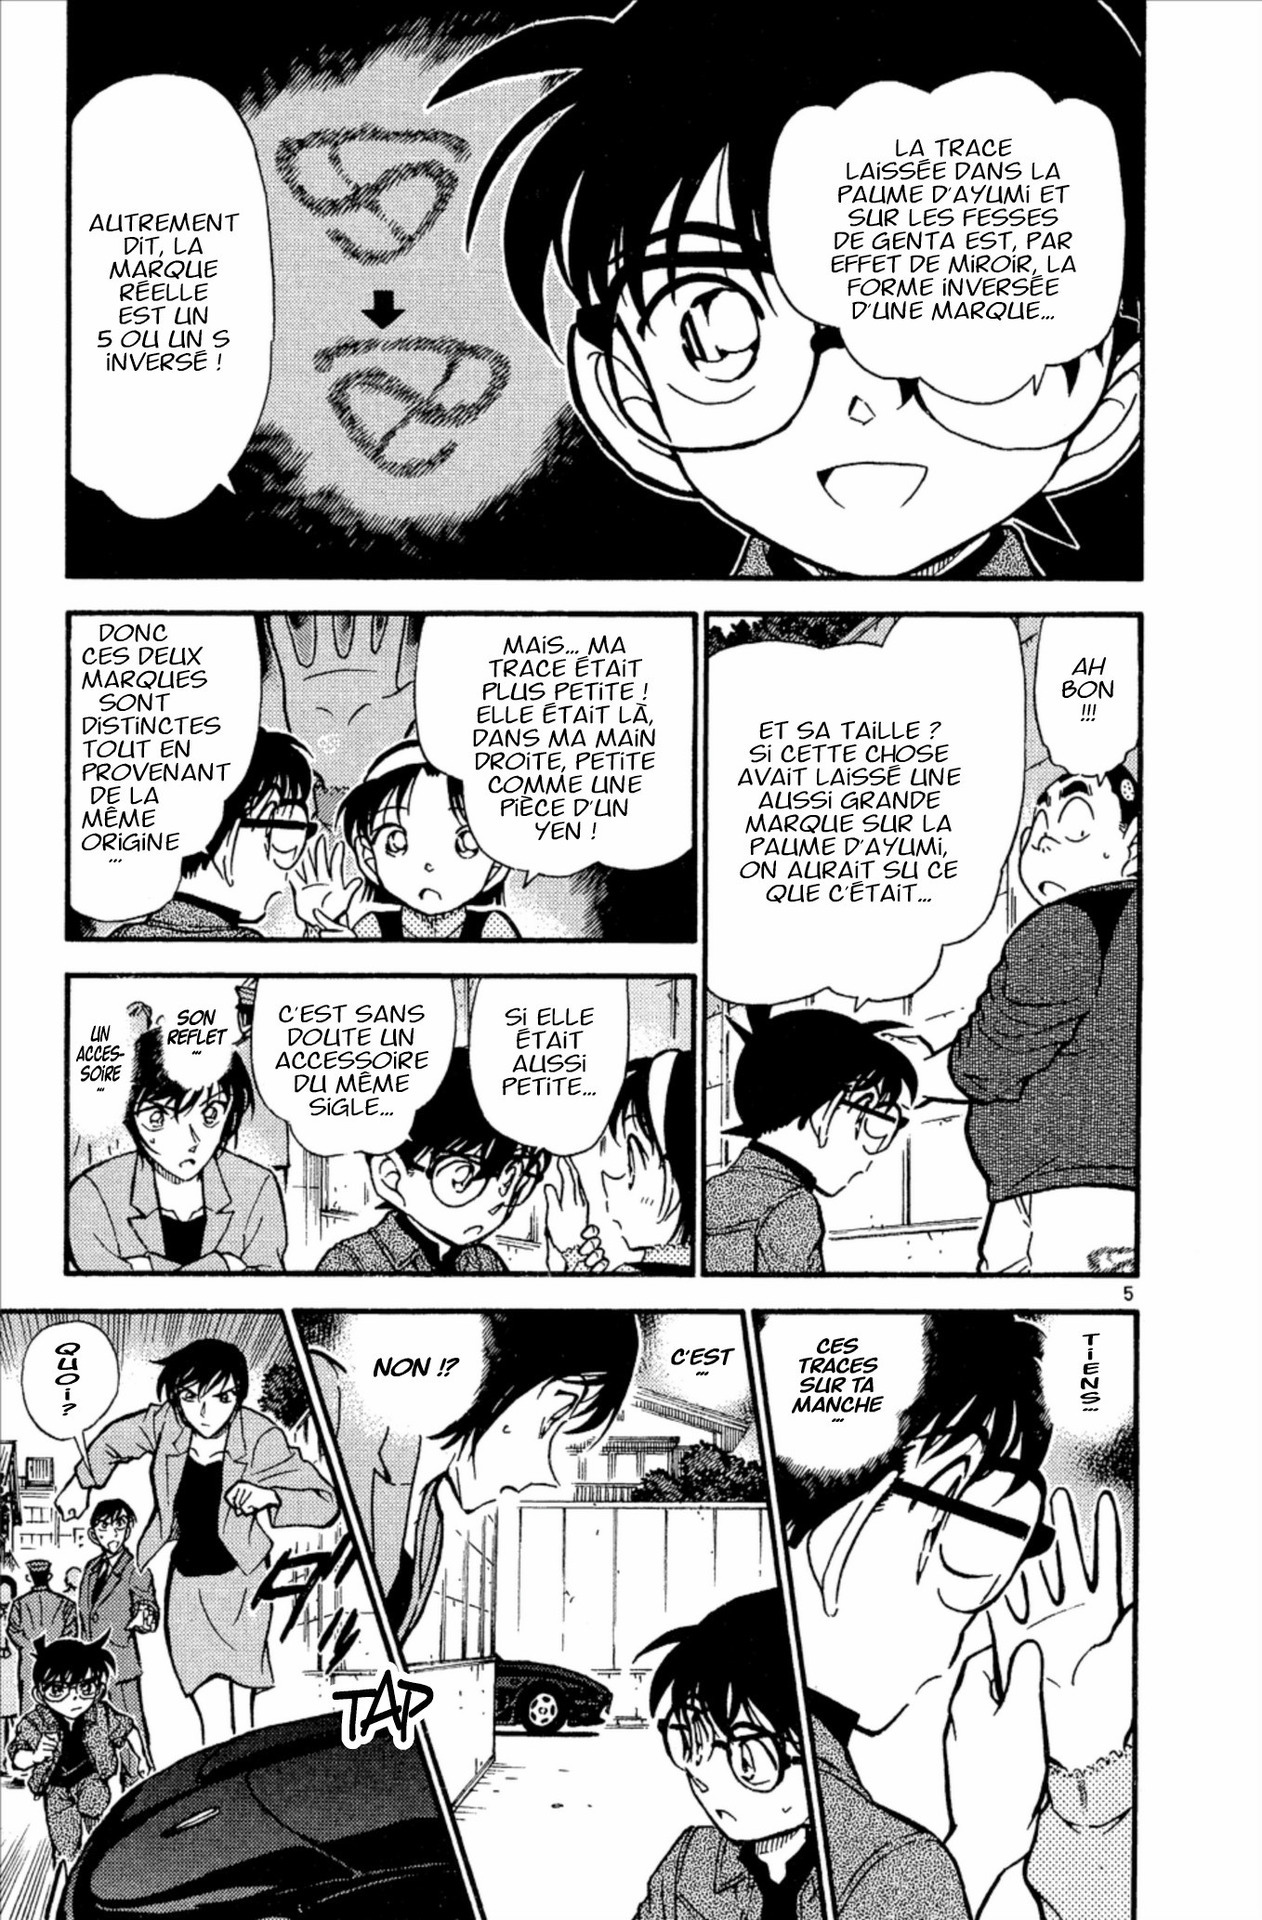 LA TRACE
LAISSÉE DANS LA
PAUME D'AYUMI ET
SUR LES FESSES
DE GENTA EST, PAR
EFFET DE MIROIR, LA
FORME INVERSÉE
D'UNE MARQUE...
AUTREMENT
DIT, LA
MARQUE
RÉELLE
EST UN
5 OU UN S
INVERSÉ !
AH
BON
!!!
ET SA TAILLE ?
SI CETTE CHOSE
AVAIT LAISSÉ UNE
AUSSI GRANDE
MARQUE SUR LA
PAUME D'AYUMI,
ON AURAIT SU CE
QUE C'ÉTAIT...
MAIS... MA
TRACE ÉTAIT
PLUS PETITE !
ELLE ÉTAIT LÀ,
DANS MA MAIN
DROITE, PETITE
COMME UNE
PIÈCE D'UN
YEN !
DONC
CES DEUX
MARQUES
SONT
DISTINCTES
TOUT EN
PROVENANT
DE LA
MÊME
ORIGINE
...
SI ELLE
ÉTAIT
AUSSI
PETITE...
C'EST SANS
DOUTE UN
ACCESSOIRE
DU MÊME
SIGLE...
SON
REFLET
...
UN
ACCES-
SOIRE
...
5
TIENS...
CES
TRACES
SUR TA
MANCHE
...
C'EST
...
NON !?
QUOI?
TAP